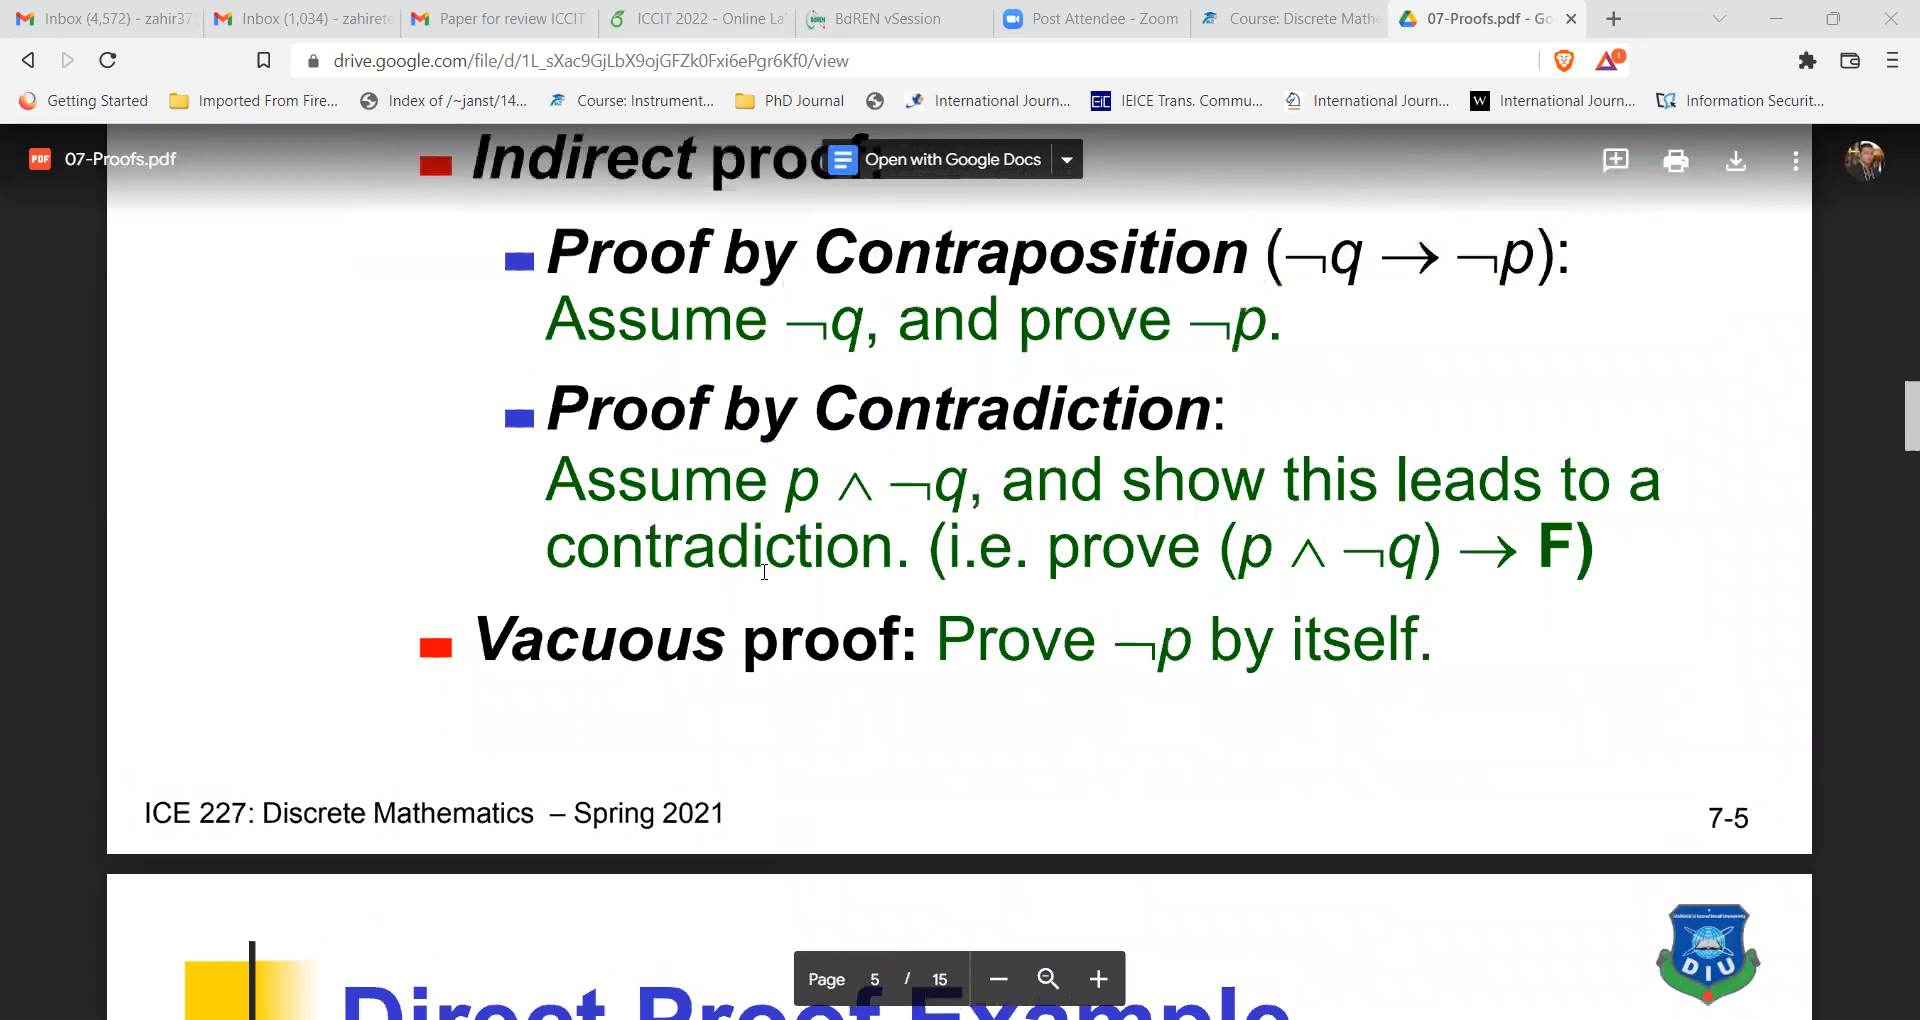 Inbox (4,572) - zahir37
Inbox (1,034) - zahirete
Paper for review ICCIT
ICCIT 2022 - Online La
BdREN vSession
Post Attendee - Zoom
Course: Discrete Mathe
07-Proofs.pdf - Go
drive.google.com/file/d/1L_sXac9GjLbX9ojGFZk0Fxi6ePgr6Kf0/view
1
Getting Started
Imported From Fire...
Index of /~janst/14...
Course: Instrument...
PhD Journal
International Journ...
EIC
IEICE Trans. Commu...
International Journ...
W
International Journ...
Information Securit...
PDF
07-Proofs.pdf
Open with Google Docs
Indirect proof:
Proof by Contraposition (¬q → ¬p):
Assume ¬q, and prove ¬p.
Proof by Contradiction:
Assume p ∧ ¬q, and show this leads to a
contradiction. (i.e. prove (p ∧ ¬q) → F)
Vacuous proof: Prove ¬p by itself.
ICE 227: Discrete Mathematics – Spring 2021
7-5
DIU
Page 5 / 15
Direct Proof Example